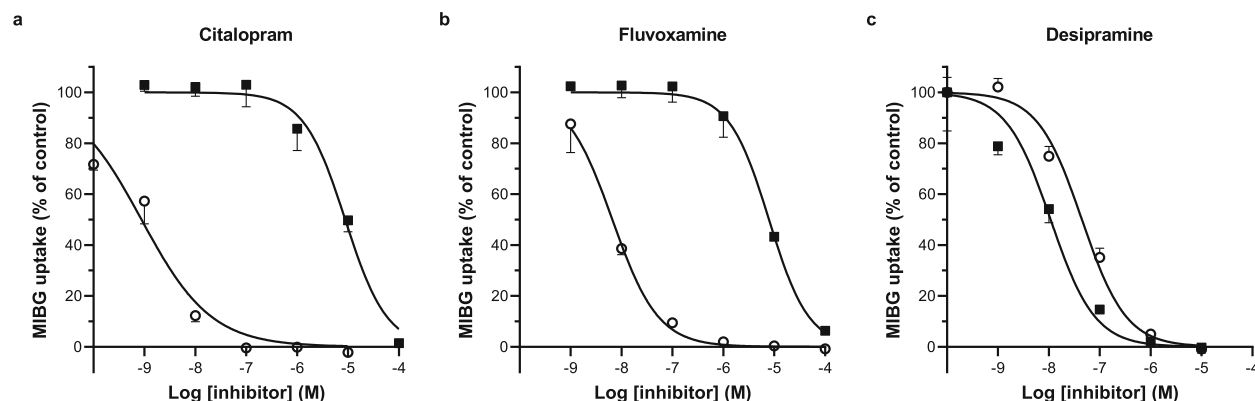 a
Citalopram
MIBG uptake (% of control)
100
80
60
40
20
0
-9 -8 -7 -6 -5 -4
Log [inhibitor] (M)
b
Fluvoxamine
MIBG uptake (% of control)
100
80
60
40
20
0
-9 -8 -7 -6 -5 -4
Log [inhibitor] (M)
c
Desipramine
MIBG uptake (% of control)
100
80
60
40
20
0
-9 -8 -7 -6 -5 -4
Log [inhibitor] (M)